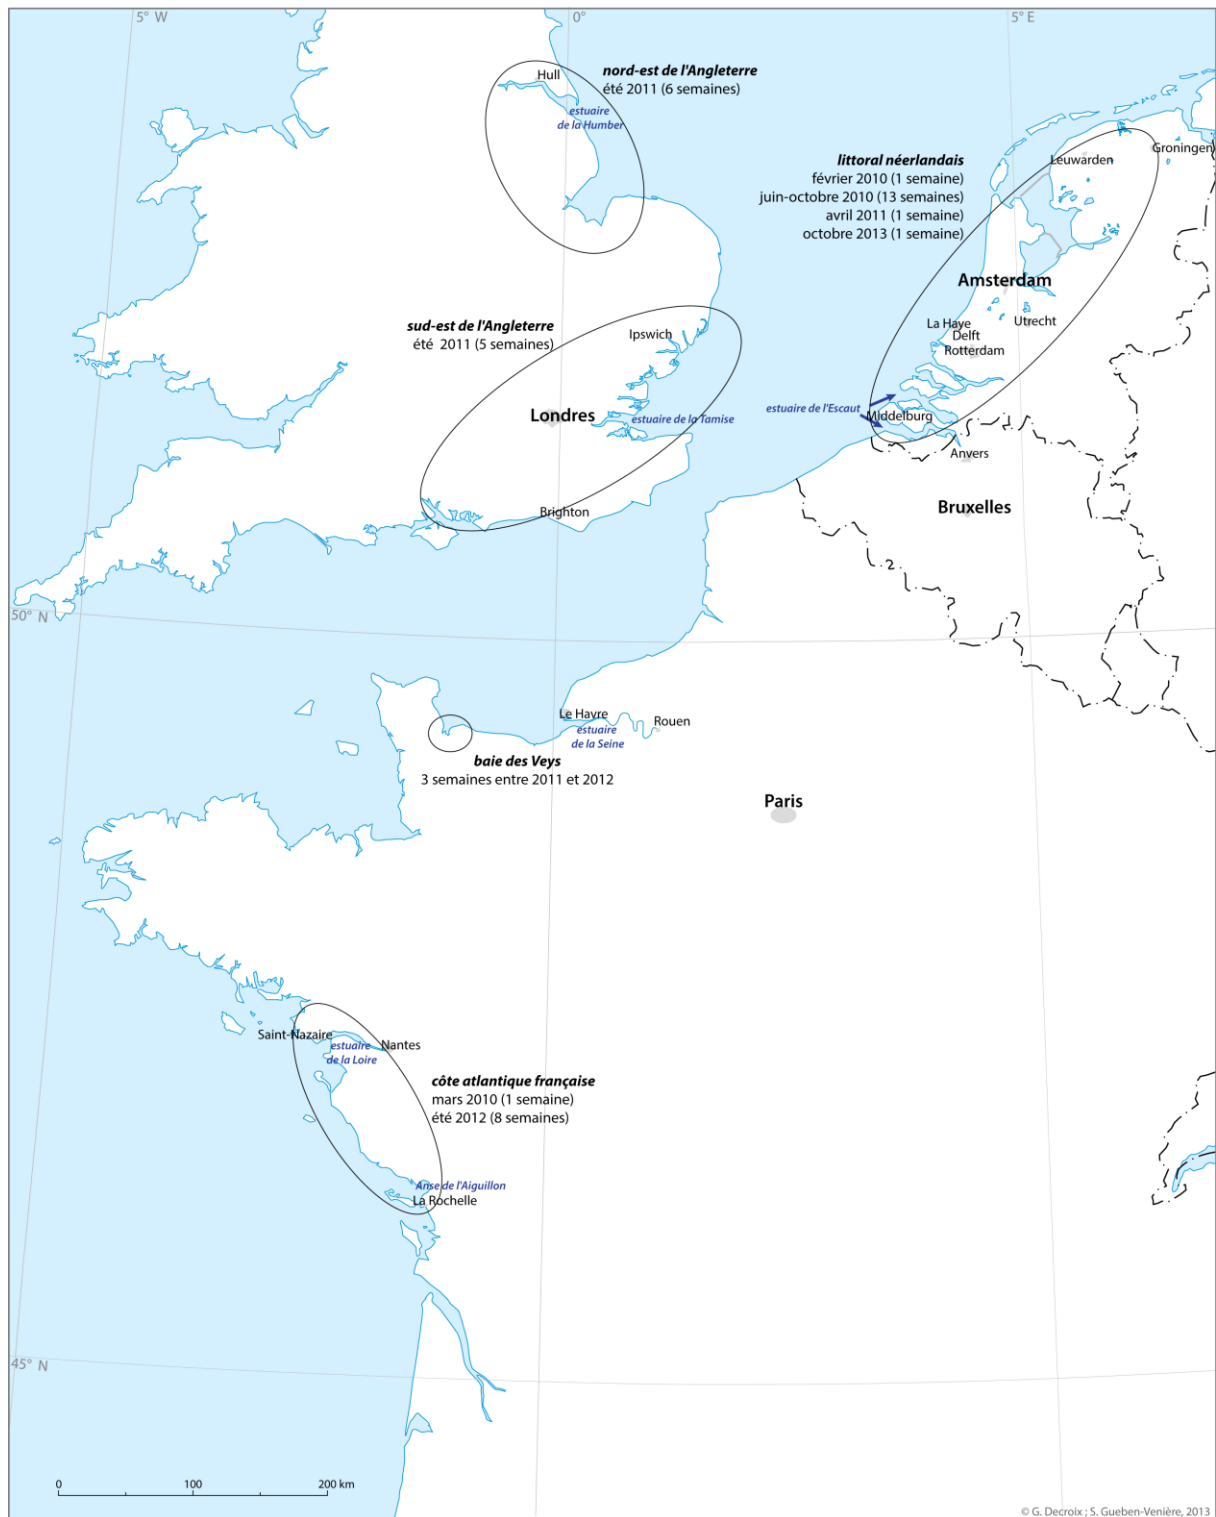 5° W
0°
5° E
Hull
nord-est de l'Angleterre
été 2011 (6 semaines)
estuaire
de la Humber
littoral néerlandais
février 2010 (1 semaine)
juin-octobre 2010 (13 semaines)
avril 2011 (1 semaine)
octobre 2013 (1 semaine)
Groningen
Leuwarden
Amsterdam
Utrecht
La Haye
Delft
Rotterdam
sud-est de l'Angleterre
été 2011 (5 semaines)
Ipswich
Londres
estuaire de la Tamise
estuaire de l'Escaut
Middelburg
Anvers
Bruxelles
Brighton
50° N
Le Havre
estuaire
de la Seine
Rouen
baie des Veys
3 semaines entre 2011 et 2012
Paris
Saint-Nazaire
estuaire
de la Loire
Nantes
côte atlantique française
mars 2010 (1 semaine)
été 2012 (8 semaines)
Anse de l'Aiguillon
La Rochelle
45° N
0 100 200 km
© G. Decroix ; S. Gueben-Venière, 2013